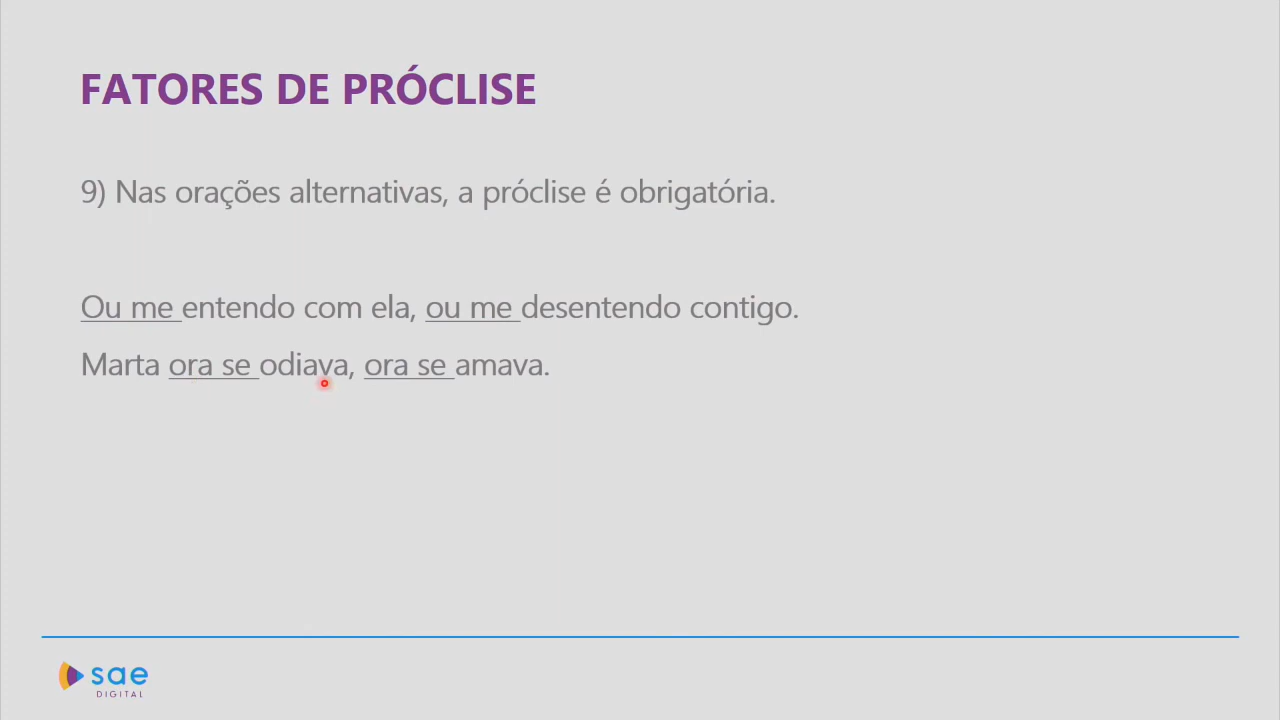 FATORES DE PRÓCLISE
9) Nas orações alternativas, a próclise é obrigatória.
Ou me entendo com ela, ou me desentendo contigo.
Marta ora se odiava, ora se amava.
sae
DIGITAL